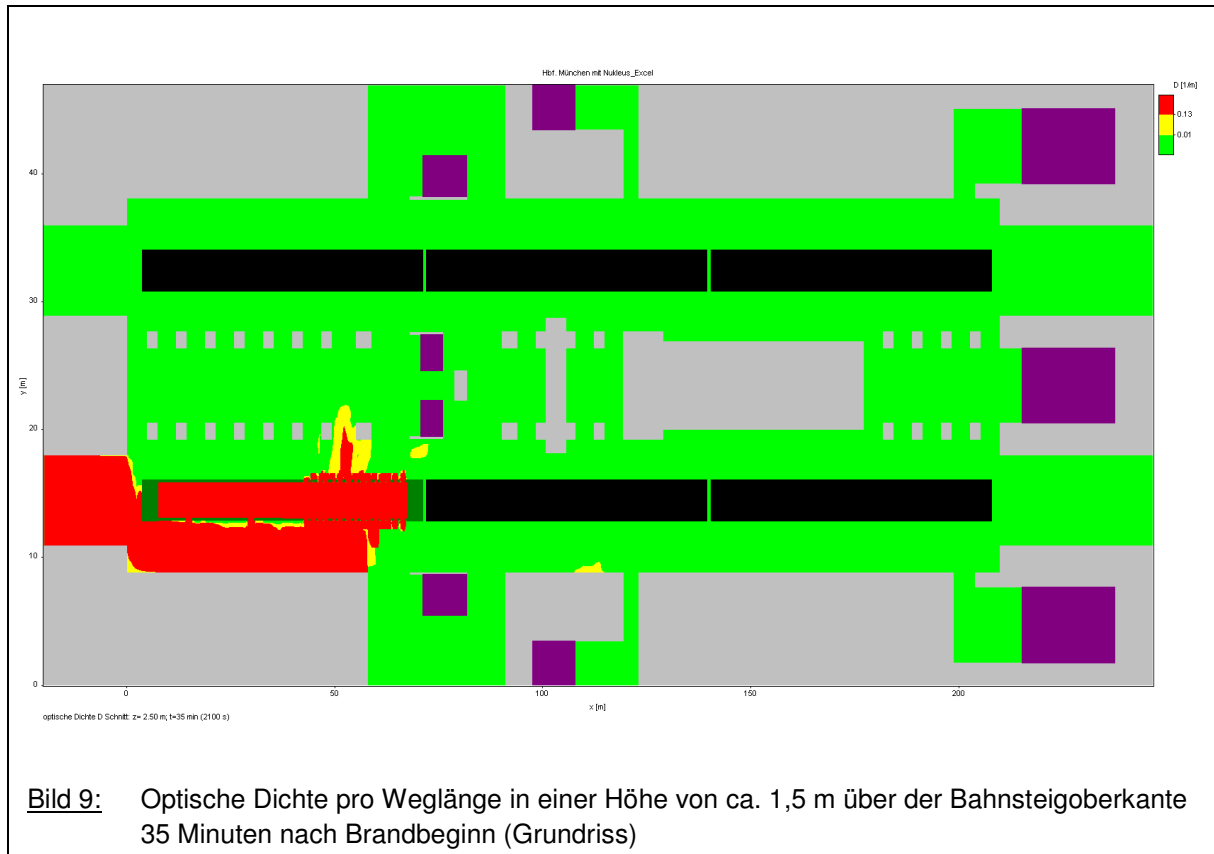 Hbf. München mit Nukleus_Excel
D [1/m]
0.13
0.01
40
30
20
10
0
y [m]
0
50
100
150
200
x [m]
optische Dichte D Schnitt: z= 2.50 m; t=35 min (2100 s)
Bild 9: Optische Dichte pro Weglänge in einer Höhe von ca. 1,5 m über der Bahnsteigoberkante
35 Minuten nach Brandbeginn (Grundriss)